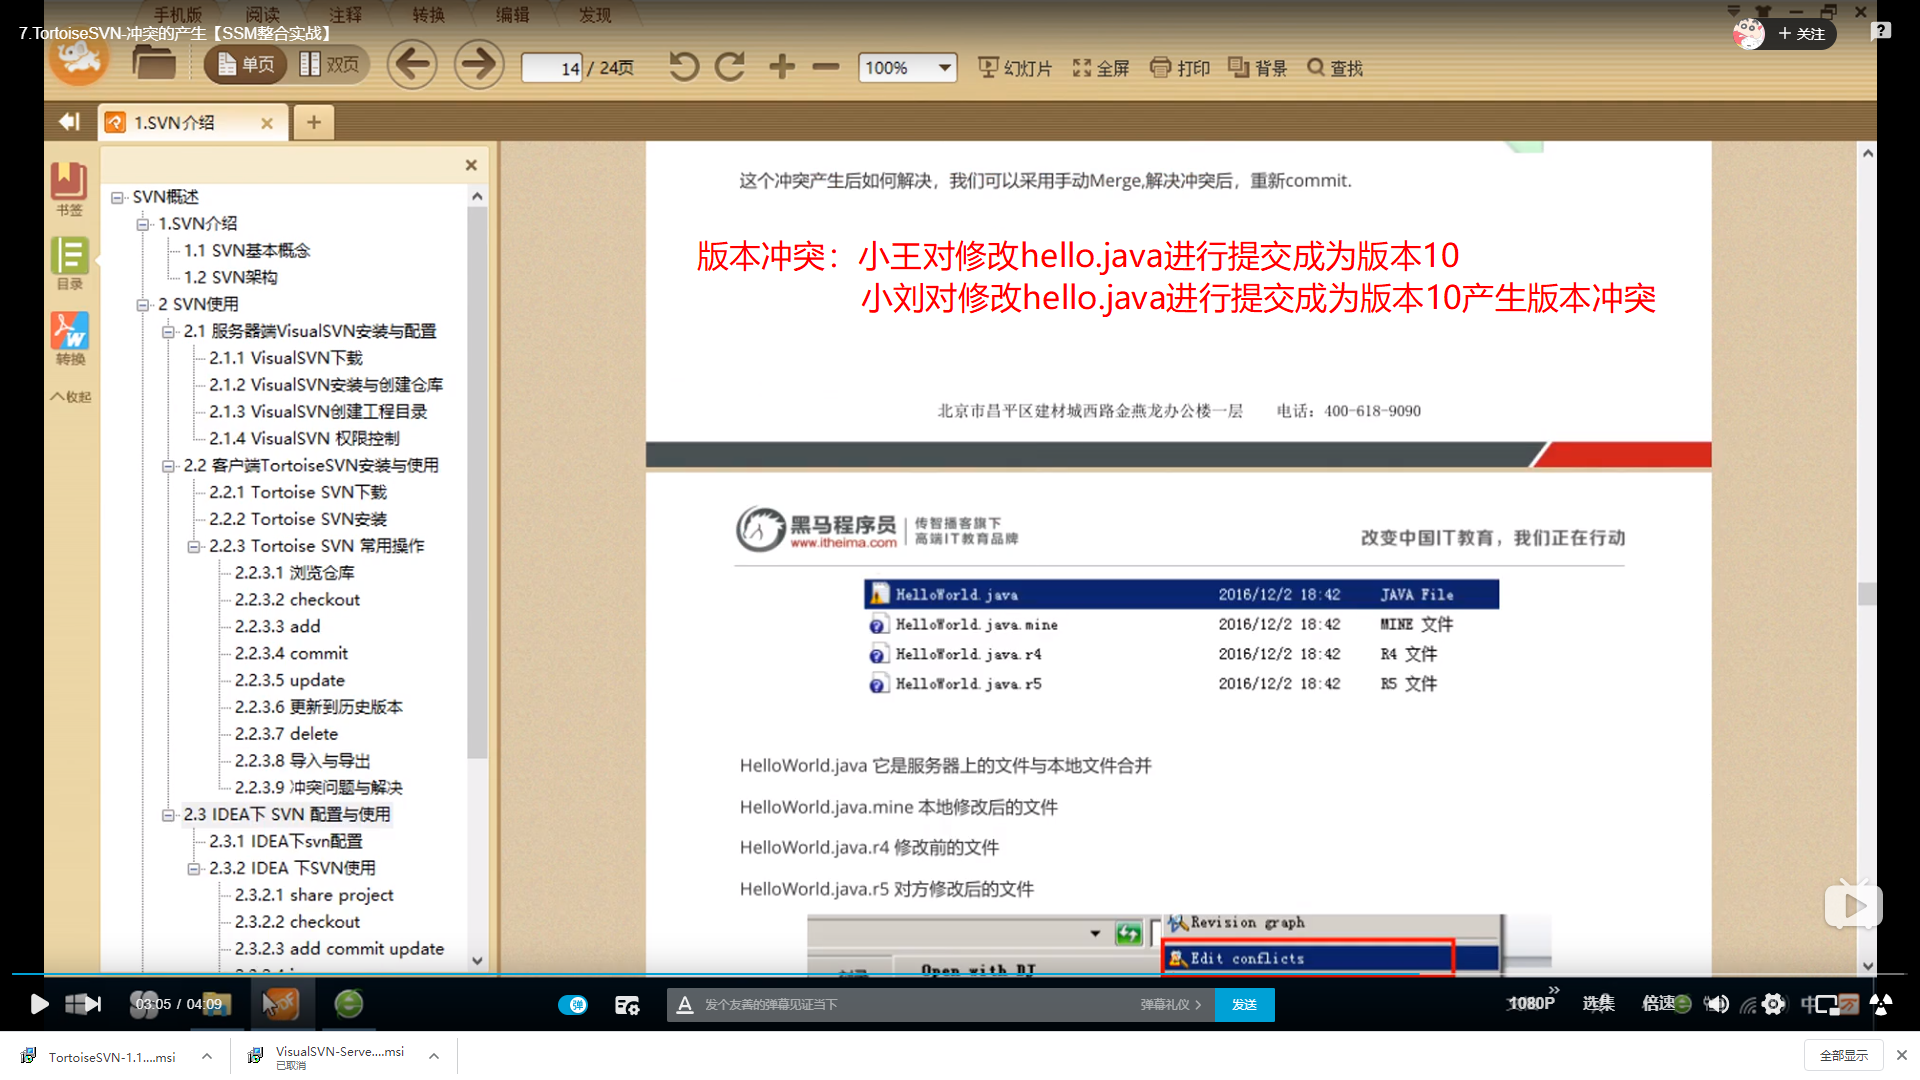 手机版 阅读 注释 转换 编辑 发现
7.TortoiseSVN-冲突的产生【SSM整合实战】
+ 关注
单页 双页 14 / 24页 100% 幻灯片 全屏 打印 背景 查找
1.SVN介绍
书签
目录
转换
收起
SVN概述
1.SVN介绍
1.1 SVN基本概念
1.2 SVN架构
2 SVN使用
2.1 服务器端VisualSVN安装与配置
2.1.1 VisualSVN下载
2.1.2 VisualSVN安装与创建仓库
2.1.3 VisualSVN创建工程目录
2.1.4 VisualSVN 权限控制
2.2 客户端TortoiseSVN安装与使用
2.2.1 Tortoise SVN下载
2.2.2 Tortoise SVN安装
2.2.3 Tortoise SVN 常用操作
2.2.3.1 浏览仓库
2.2.3.2 checkout
2.2.3.3 add
2.2.3.4 commit
2.2.3.5 update
2.2.3.6 更新到历史版本
2.2.3.7 delete
2.2.3.8 导入与导出
2.2.3.9 冲突问题与解决
2.3 IDEA下 SVN 配置与使用
2.3.1 IDEA下svn配置
2.3.2 IDEA 下SVN使用
2.3.2.1 share project
2.3.2.2 checkout
2.3.2.3 add commit update
这个冲突产生后如何解决，我们可以采用手动Merge,解决冲突后，重新commit.
版本冲突：小王对修改hello.java进行提交成为版本10
小刘对修改hello.java进行提交成为版本10产生版本冲突
北京市昌平区建材城西路金燕龙办公楼一层 电话：400-618-9090
黑马程序员 www.itheima.com
传智播客旗下
高端IT教育品牌
改变中国IT教育，我们正在行动
HelloWorld.java 2016/12/2 18:42 JAVA File
HelloWorld.java.mine 2016/12/2 18:42 MINE 文件
HelloWorld.java.r4 2016/12/2 18:42 R4 文件
HelloWorld.java.r5 2016/12/2 18:42 R5 文件
HelloWorld.java 它是服务器上的文件与本地文件合并
HelloWorld.java.mine 本地修改后的文件
HelloWorld.java.r4 修改前的文件
HelloWorld.java.r5 对方修改后的文件
Revision graph
Edit conflicts
03:05 / 04:09
弹
发个友善的弹幕见证当下 弹幕礼仪 发送
1080P 选集 倍速
TortoiseSVN-1.1....msi
VisualSVN-Serve....msi
已取消
全部显示